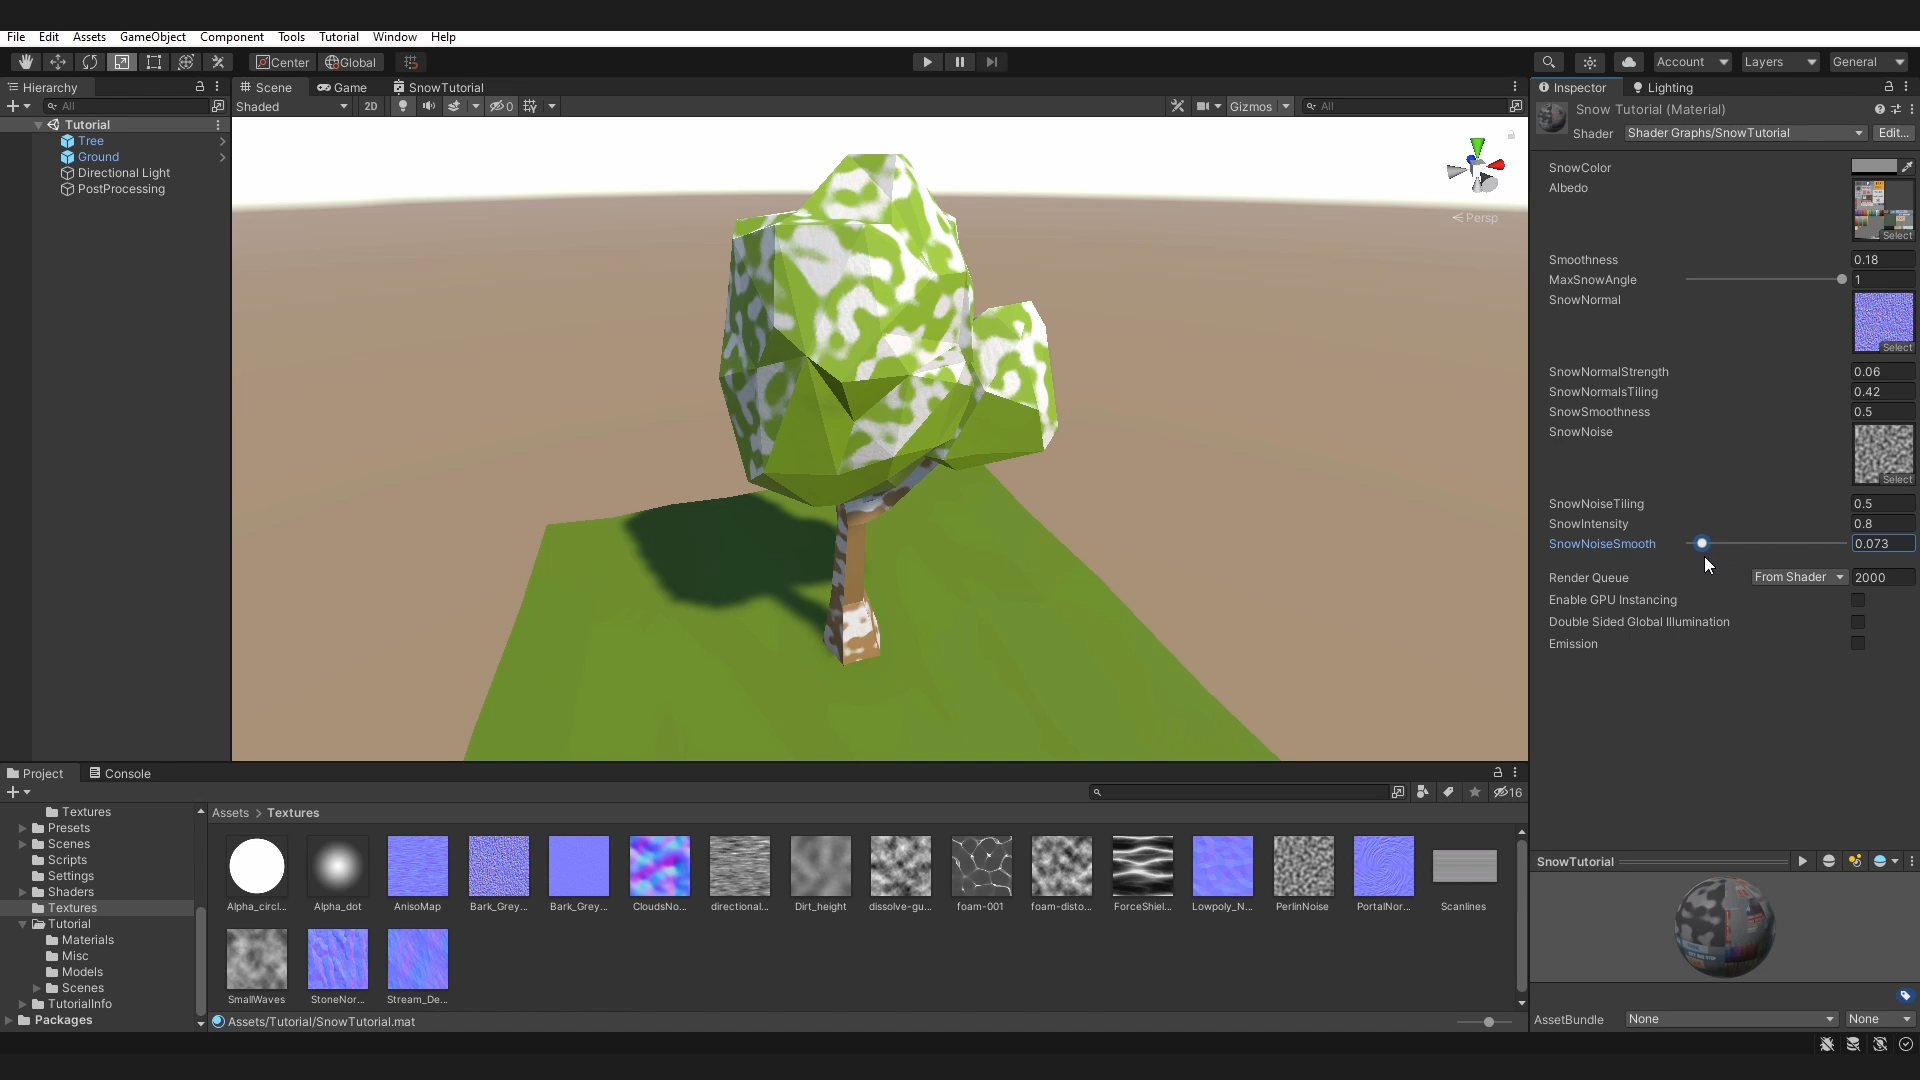 File Edit Assets GameObject Component Tools Tutorial Window Help
Center Global Account Layers General
Hierarchy
All
Tutorial
Tree
Ground
Directional Light
PostProcessing
Scene Game SnowTutorial
Shaded 2D 0 Gizmos All
Persp
Inspector Lighting
Snow Tutorial (Material)
Shader Shader Graphs/SnowTutorial Edit...
SnowColor
Albedo
Select
Smoothness 0.18
MaxSnowAngle 1
SnowNormal
Select
SnowNormalStrength 0.06
SnowNormalsTiling 0.42
SnowSmoothness 0.5
SnowNoise
Select
SnowNoiseTiling 0.5
SnowIntensity 0.8
SnowNoiseSmooth 0.073
Render Queue From Shader 2000
Enable GPU Instancing
Double Sided Global Illumination
Emission
Project Console
16
Textures
Presets
Scenes
Scripts
Settings
Shaders
Textures
Tutorial
Materials
Misc
Models
Scenes
TutorialInfo
Packages
Assets > Textures
Alpha_circl... Alpha_dot AnisoMap Bark_Grey... Bark_Grey... CloudsNo... directional... Dirt_height dissolve-gu... foam-001 foam-disto... ForceShiel... Lowpoly_N... PerlinNoise PortalNor... Scanlines
SmallWaves StoneNor... Stream_De...
Assets/Tutorial/SnowTutorial.mat
SnowTutorial
AssetBundle None None